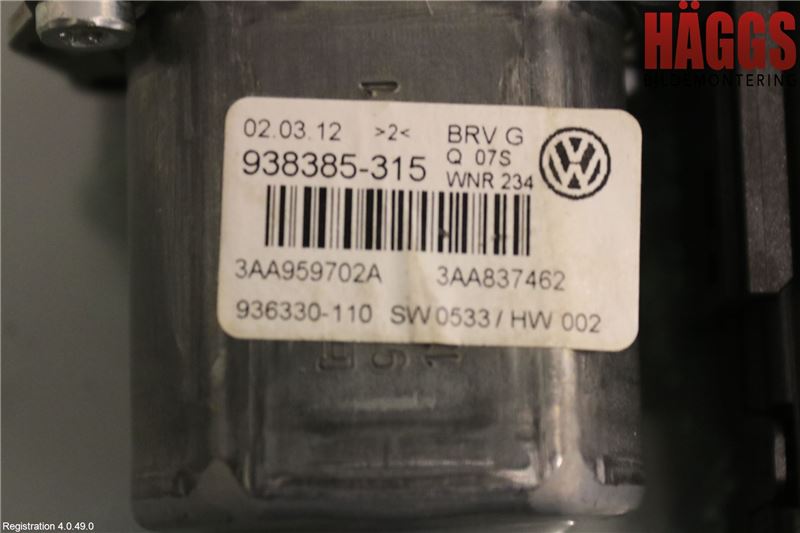 HÄGGS
BILDEMONTERING
02.03.12 >2< BRV G
938385-315 Q 07S
WNR 234
3AA959702A 3AA837462
936330-110 SW 0533 / HW 002
Registration 4.0.49.0